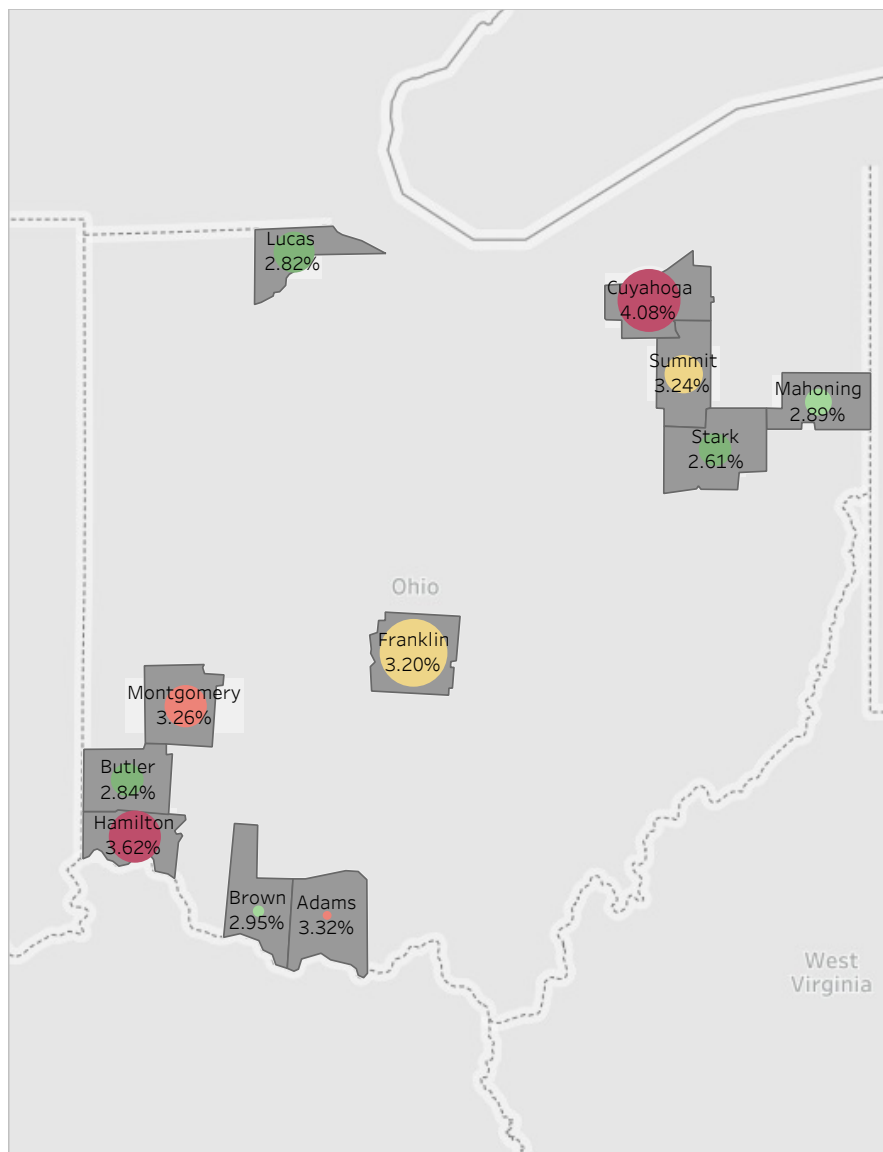 Lucas
2.82%
Cuyahoga
4.08%
Summit
3.24%
Mahoning
2.89%
Stark
2.61%
Ohio
Franklin
3.20%
Montgomery
3.26%
Butler
2.84%
Hamilton
3.62%
Brown
2.95%
Adams
3.32%
West
Virginia